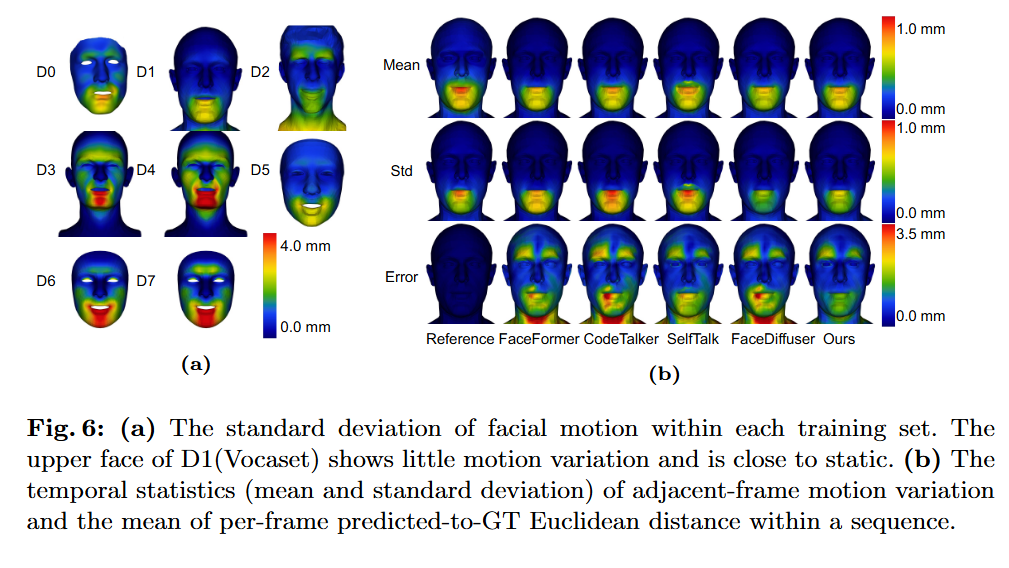 D0 D1 D2
D3 D4 D5
D6 D7
4.0 mm
0.0 mm
(a)
Mean
1.0 mm
0.0 mm
Std
1.0 mm
0.0 mm
Error
3.5 mm
0.0 mm
Reference FaceFormer CodeTalker SelfTalk FaceDiffuser Ours
(b)
Fig. 6: (a) The standard deviation of facial motion within each training set. The
upper face of D1(Vocaset) shows little motion variation and is close to static. (b) The
temporal statistics (mean and standard deviation) of adjacent-frame motion variation
and the mean of per-frame predicted-to-GT Euclidean distance within a sequence.